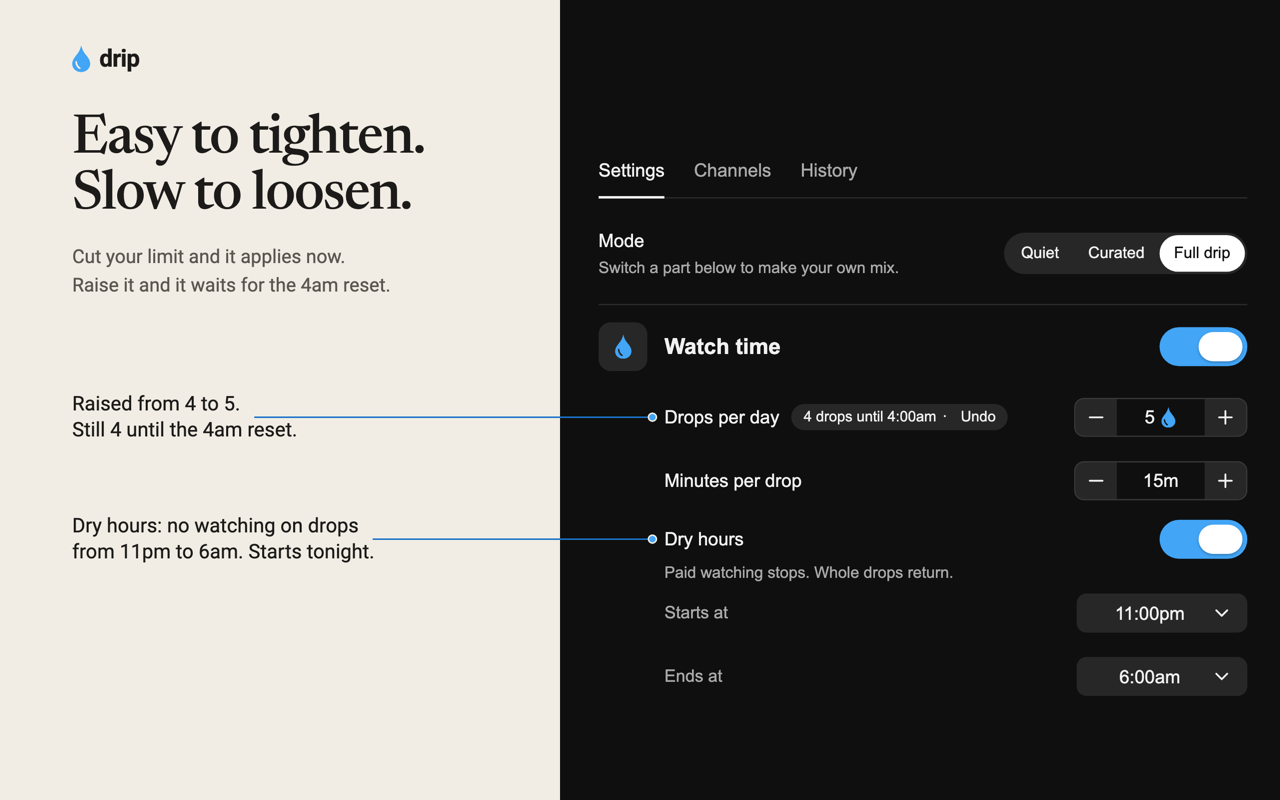 drip
Easy to tighten.
Slow to loosen.
Cut your limit and it applies now.
Raise it and it waits for the 4am reset.
Raised from 4 to 5.
Still 4 until the 4am reset.
Dry hours: no watching on drops
from 11pm to 6am. Starts tonight.
Settings Channels History
Mode
Switch a part below to make your own mix.
Quiet Curated Full drip
Watch time
Drops per day 4 drops until 4:00am · Undo − 5 +
Minutes per drop − 15m +
Dry hours
Paid watching stops. Whole drops return.
Starts at 11:00pm
Ends at 6:00am